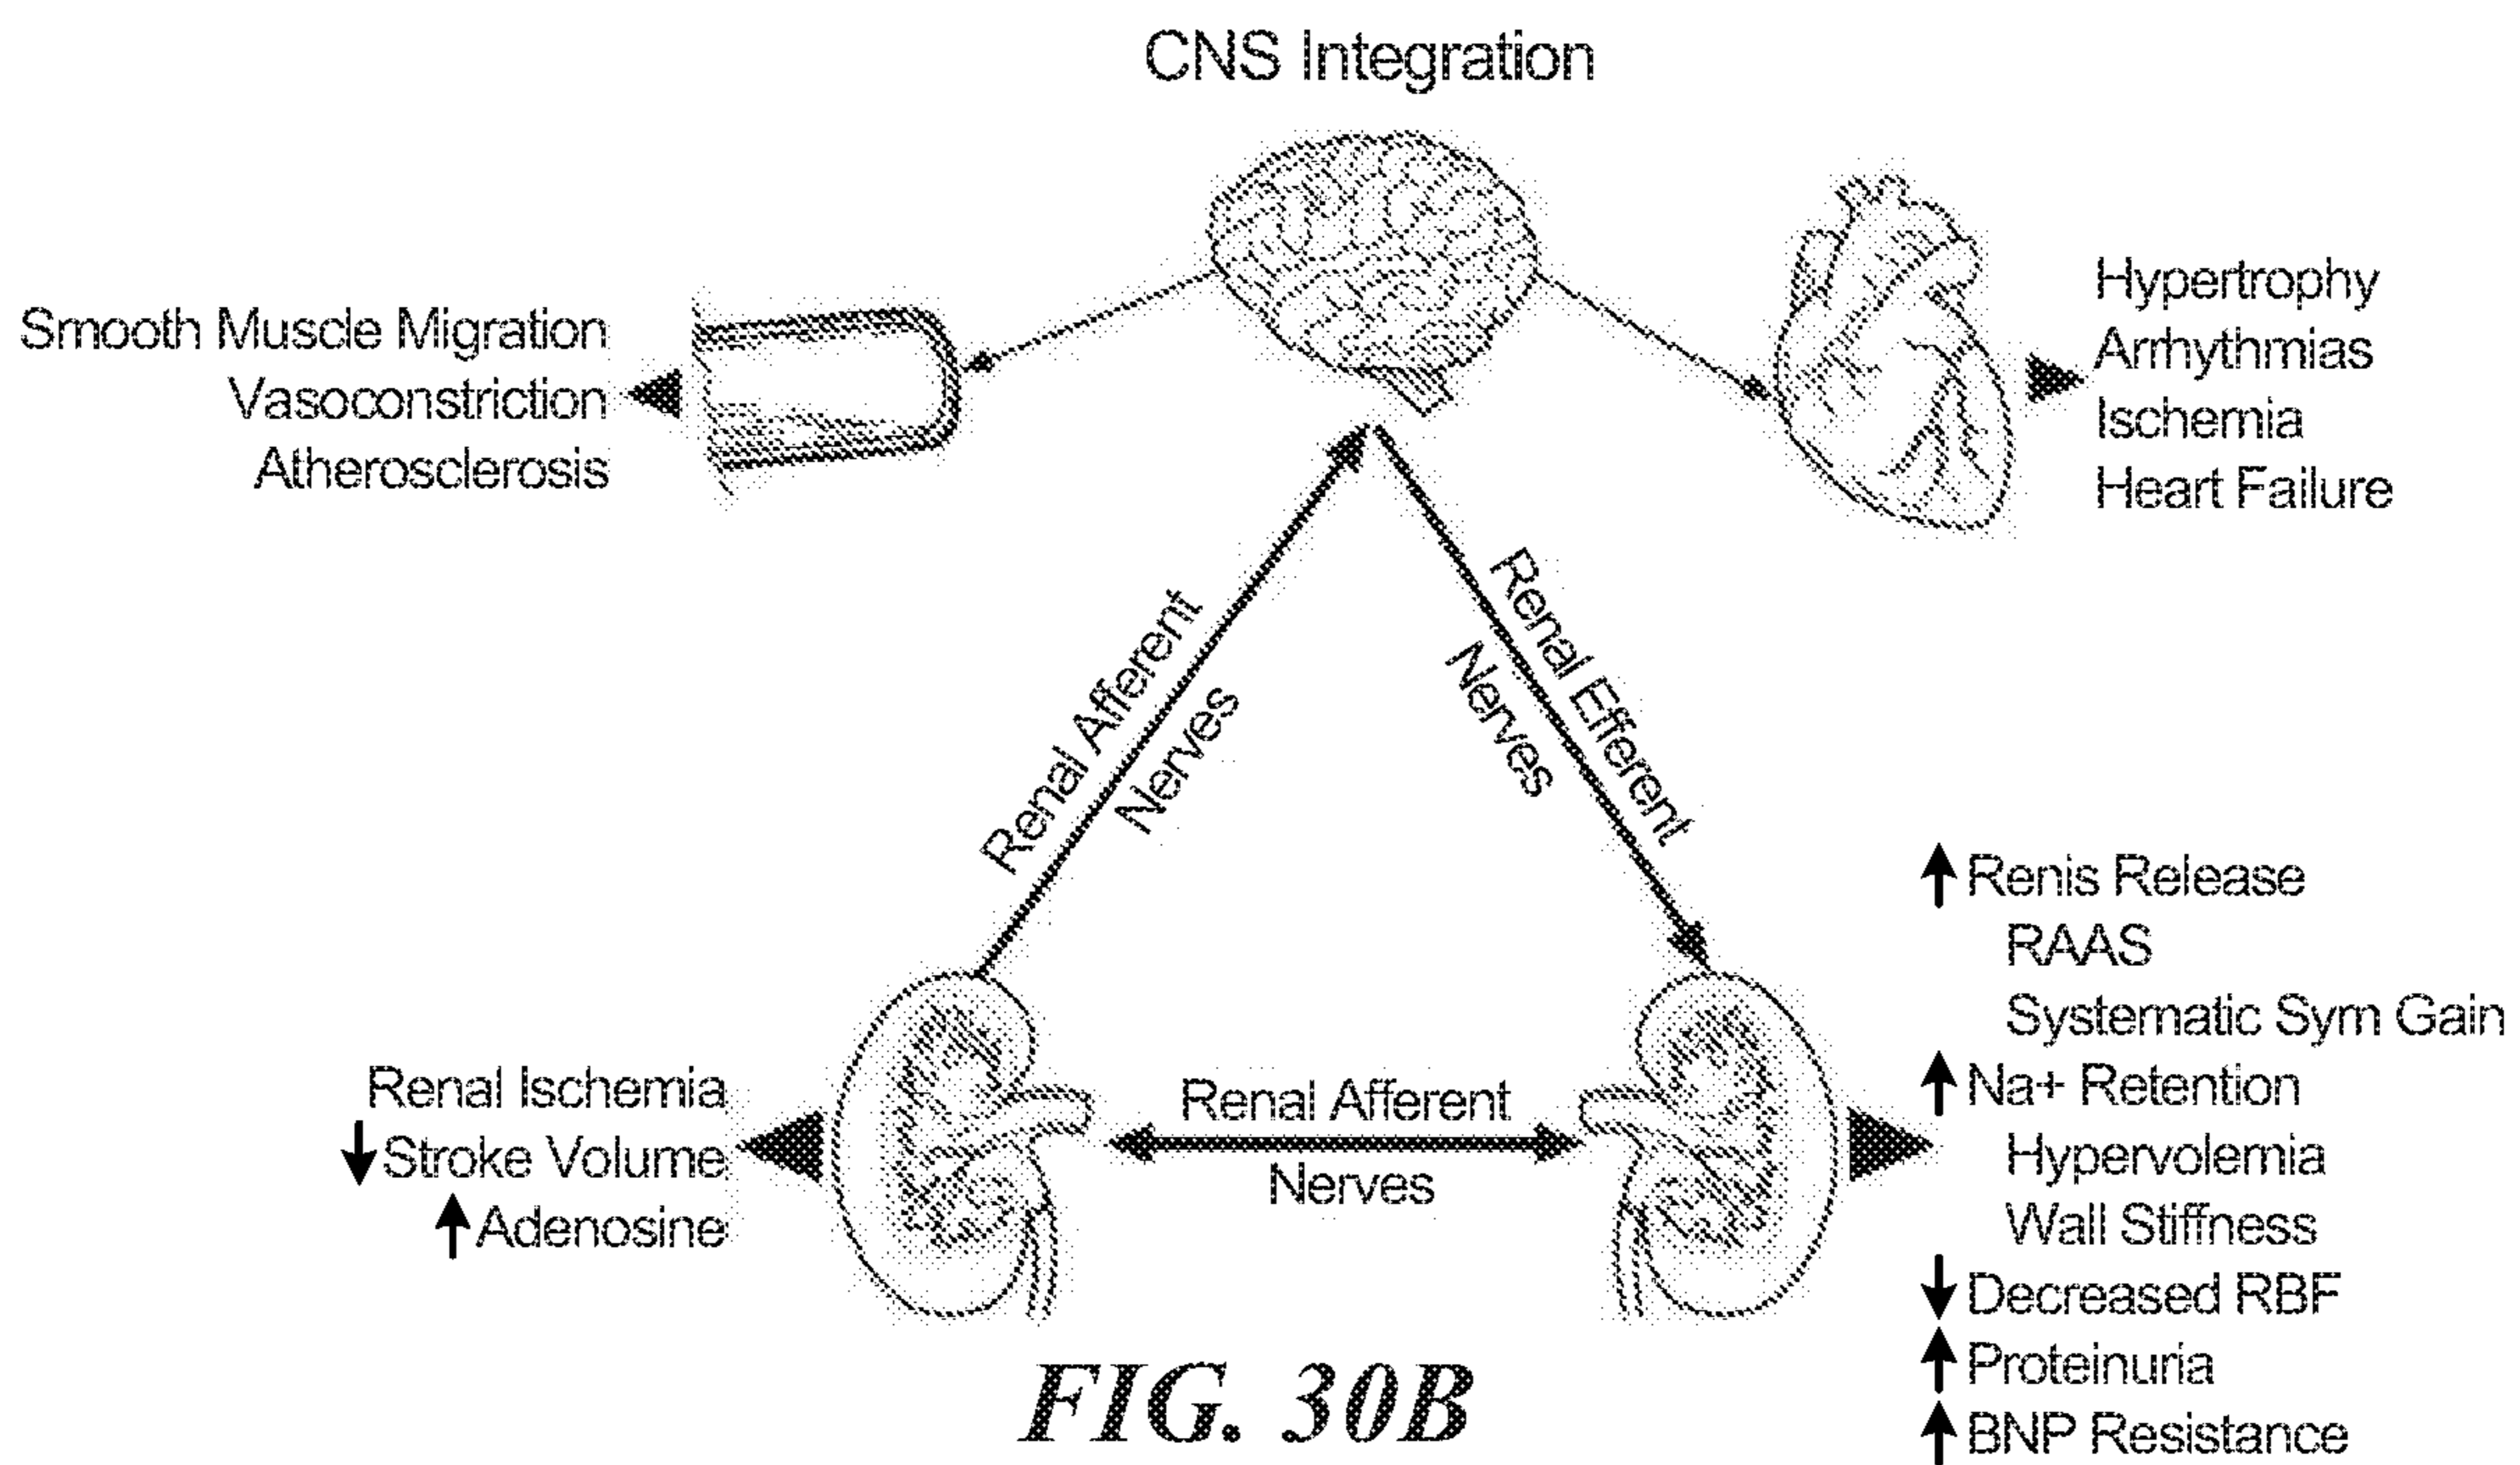 CNS Integration
Smooth Muscle Migration
Vasoconstriction
Atherosclerosis
Hypertrophy
Arrhythmias
Ischemia
Heart Failure
Renal Afferent
Nerves
Renal Efferent
Nerves
Renal Ischemia
↓Stroke Volume
↑Adenosine
Renal Afferent
Nerves
↑Renis Release
RAAS
Systematic Sym Gain
↑Na+ Retention
Hypervolemia
Wall Stiffness
↓Decreased RBF
↑Proteinuria
↑BNP Resistance
FIG. 30B